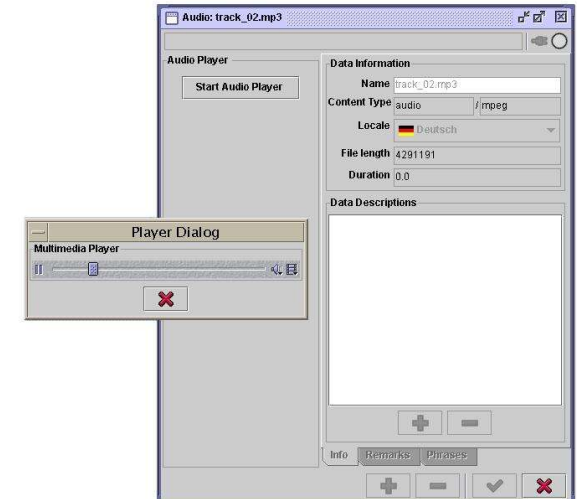 Audio: track_02.mp3
Audio Player
Start Audio Player
Data Information
Name track_02.mp3
Content Type audio / mpeg
Locale Deutsch
File length 4291191
Duration 0.0
Data Descriptions
Player Dialog
Multimedia Player
Info Remarks Phrases